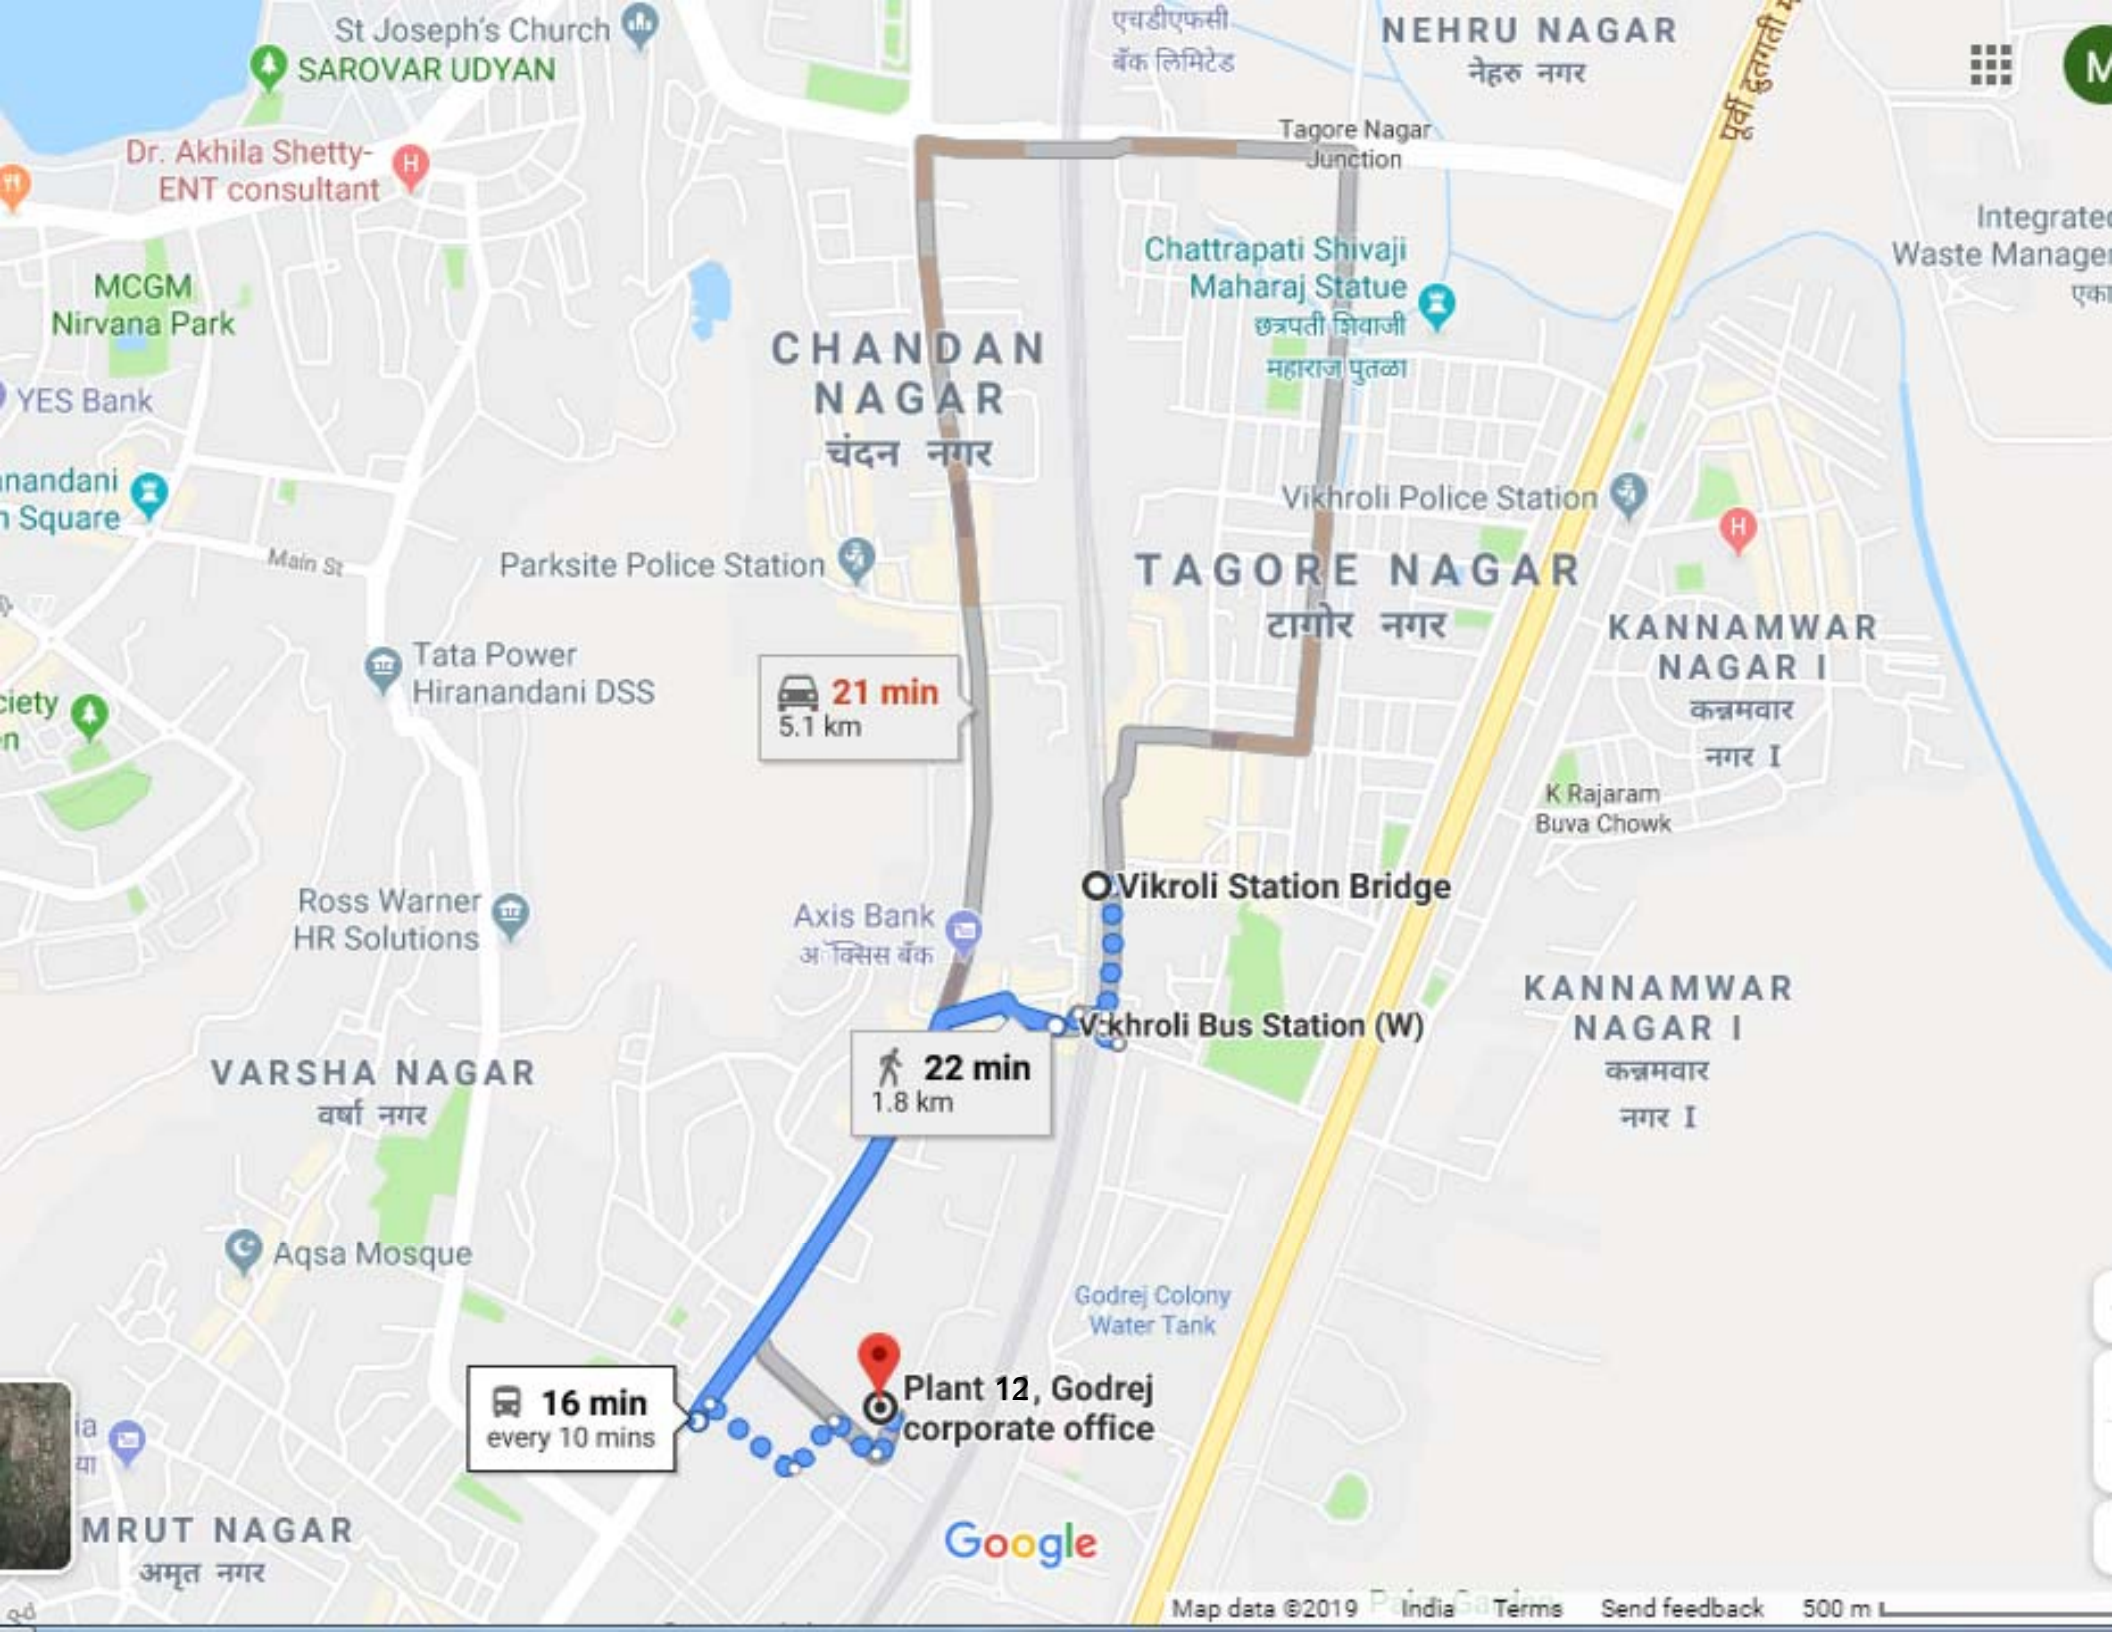 St Joseph's Church
SAROVAR UDYAN
एचडीएफसी
बॅंक लिमिटेड
NEHRU NAGAR
नेहरु नगर
M
Dr. Akhila Shetty-
ENT consultant
H
Tagore Nagar
Junction
पूर्वी द्रुतगती
Integrated
Waste Manage
एका
MCGM
Nirvana Park
Chattrapati Shivaji
Maharaj Statue
छत्रपती शिवाजी
महाराज पुतळा
CHANDAN
NAGAR
चंदन नगर
YES Bank
anandani
n Square
Main St
Parksite Police Station
Vikhroli Police Station
H
TAGORE NAGAR
टागोर नगर
KANNAMWAR
NAGAR I
कन्नमवार
नगर I
Tata Power
Hiranandani DSS
ciety
n
21 min
5.1 km
K Rajaram
Buva Chowk
Vikroli Station Bridge
Ross Warner
HR Solutions
Axis Bank
अॅक्सिस बॅंक
Vikhroli Bus Station (W)
KANNAMWAR
NAGAR I
कन्नमवार
नगर I
22 min
1.8 km
VARSHA NAGAR
वर्षा नगर
Aqsa Mosque
Godrej Colony
Water Tank
16 min
every 10 mins
Plant 12, Godrej
corporate office
ia
या
MRUT NAGAR
अमृत नगर
Google
Map data ©2019 India Terms Send feedback 500 m